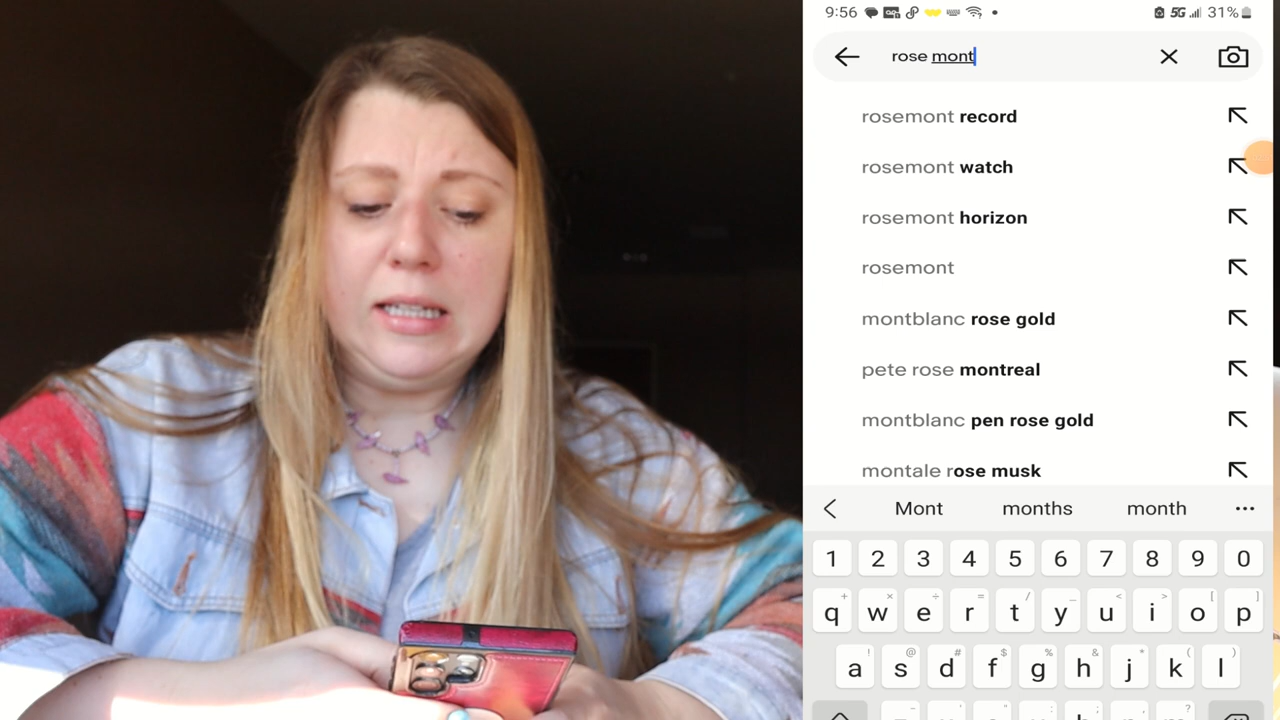 9:56 5G 31%
rose mont
rosemont record
rosemont watch
rosemont horizon
rosemont
montblanc rose gold
pete rose montreal
montblanc pen rose gold
montale rose musk
Mont months month
1 2 3 4 5 6 7 8 9 0
q w e r t y u i o p
a s d f g h j k l